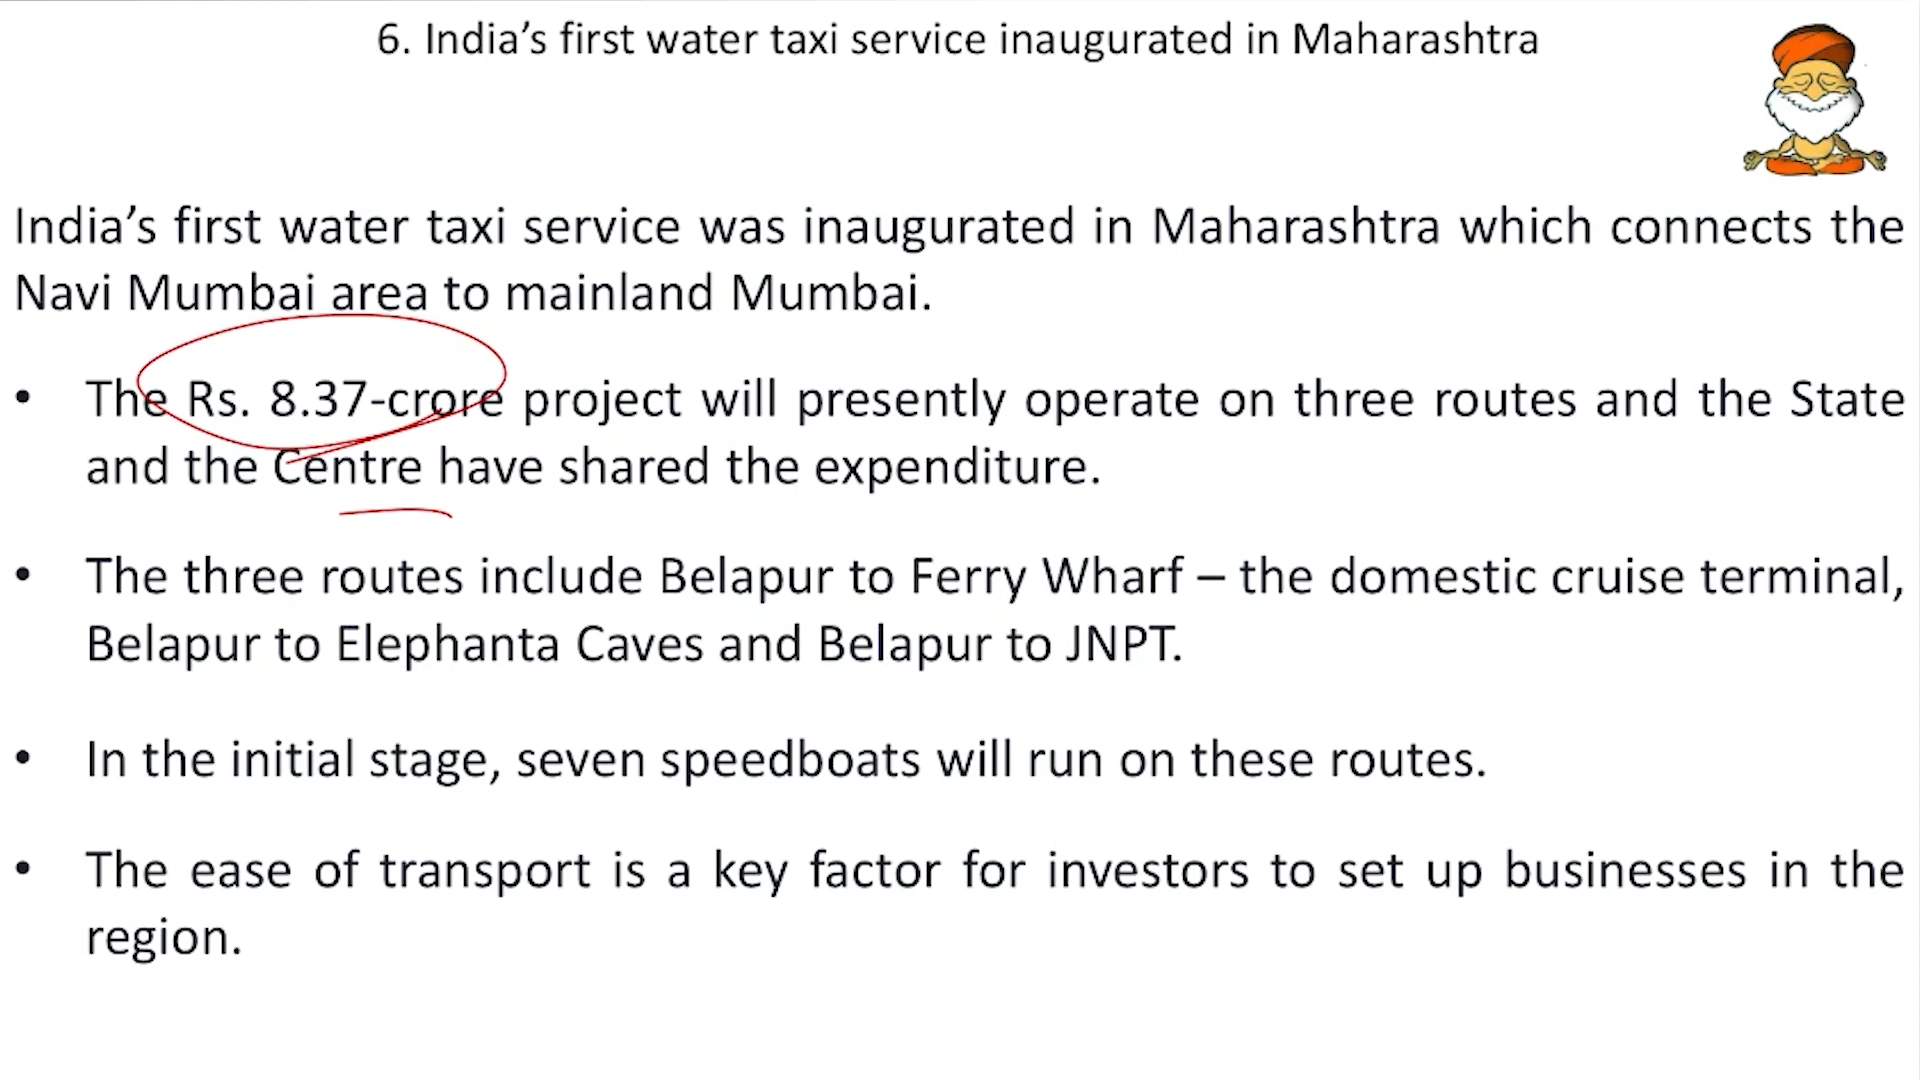 6. India’s first water taxi service inaugurated in Maharashtra
India’s first water taxi service was inaugurated in Maharashtra which connects the
Navi Mumbai area to mainland Mumbai.
• The Rs. 8.37-crore project will presently operate on three routes and the State
and the Centre have shared the expenditure.
• The three routes include Belapur to Ferry Wharf – the domestic cruise terminal,
Belapur to Elephanta Caves and Belapur to JNPT.
• In the initial stage, seven speedboats will run on these routes.
• The ease of transport is a key factor for investors to set up businesses in the
region.